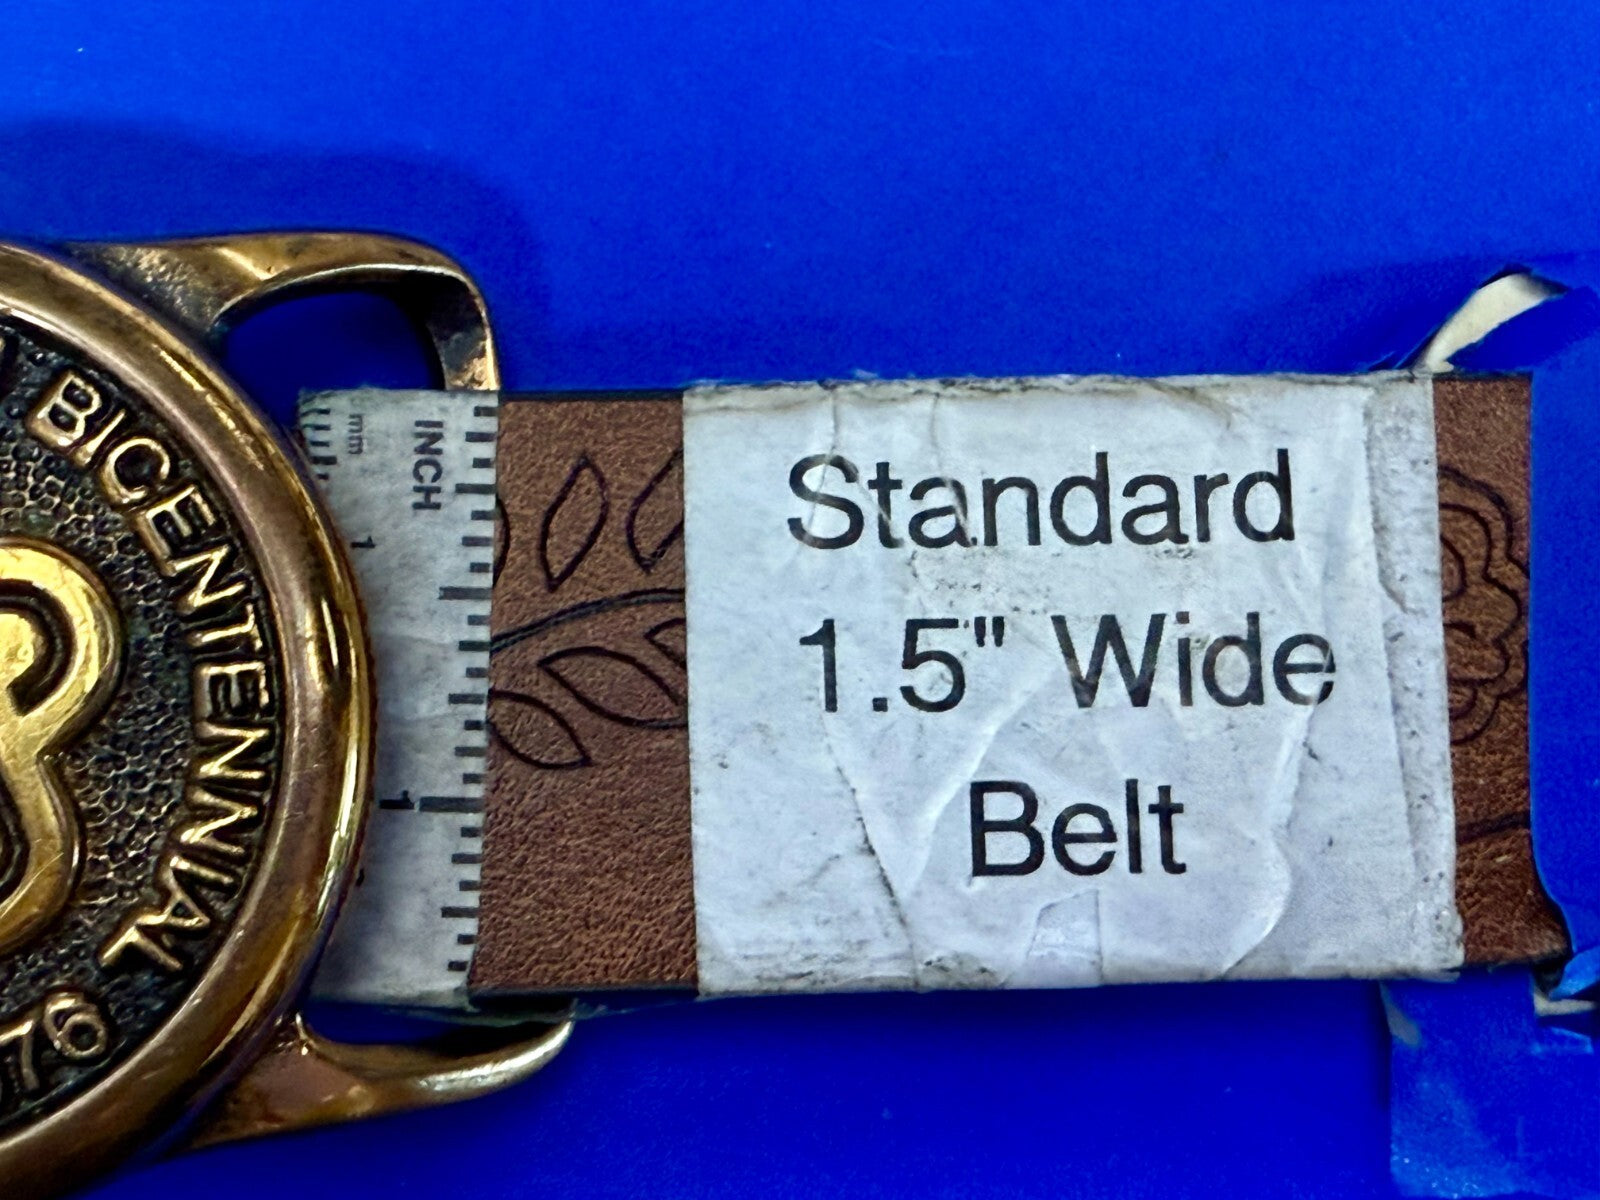 BICENTENNIAL
76
mm
INCH
1
1
Standard
1.5" Wide
Belt